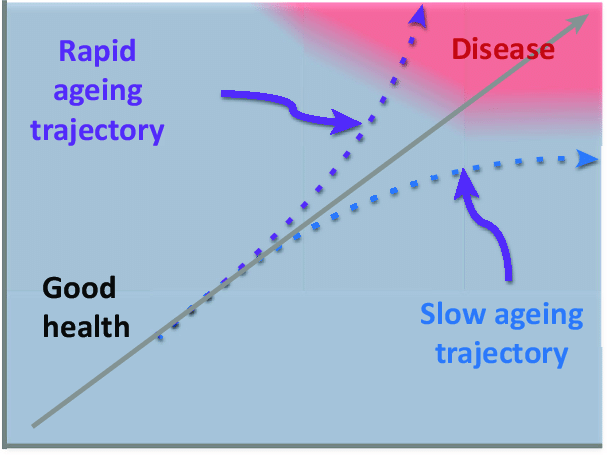 Rapid
ageing
trajectory
Disease
Good
health
Slow ageing
trajectory